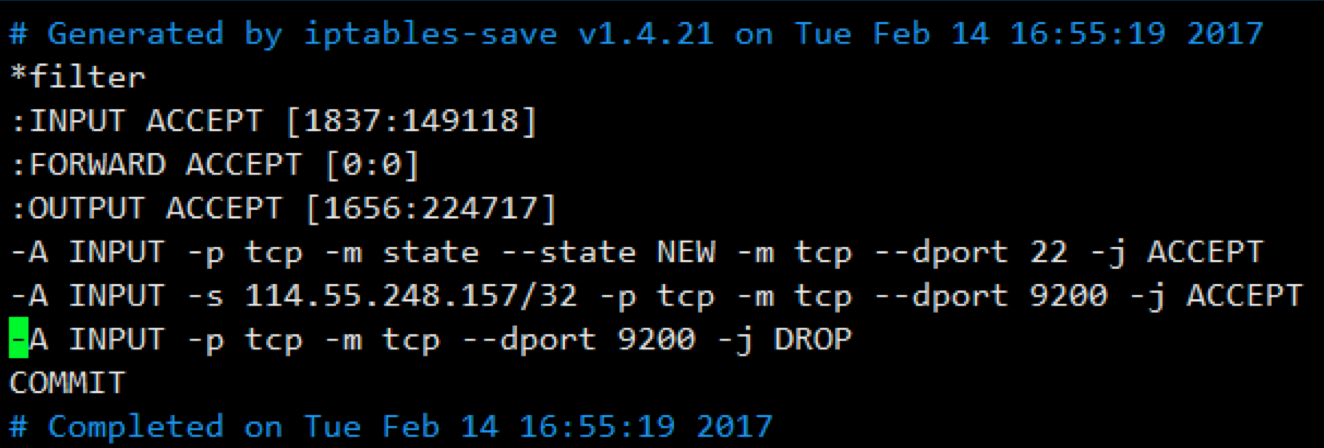 # Generated by iptables-save v1.4.21 on Tue Feb 14 16:55:19 2017
*filter
:INPUT ACCEPT [1837:149118]
:FORWARD ACCEPT [0:0]
:OUTPUT ACCEPT [1656:224717]
-A INPUT -p tcp -m state --state NEW -m tcp --dport 22 -j ACCEPT
-A INPUT -s 114.55.248.157/32 -p tcp -m tcp --dport 9200 -j ACCEPT
-A INPUT -p tcp -m tcp --dport 9200 -j DROP
COMMIT
# Completed on Tue Feb 14 16:55:19 2017